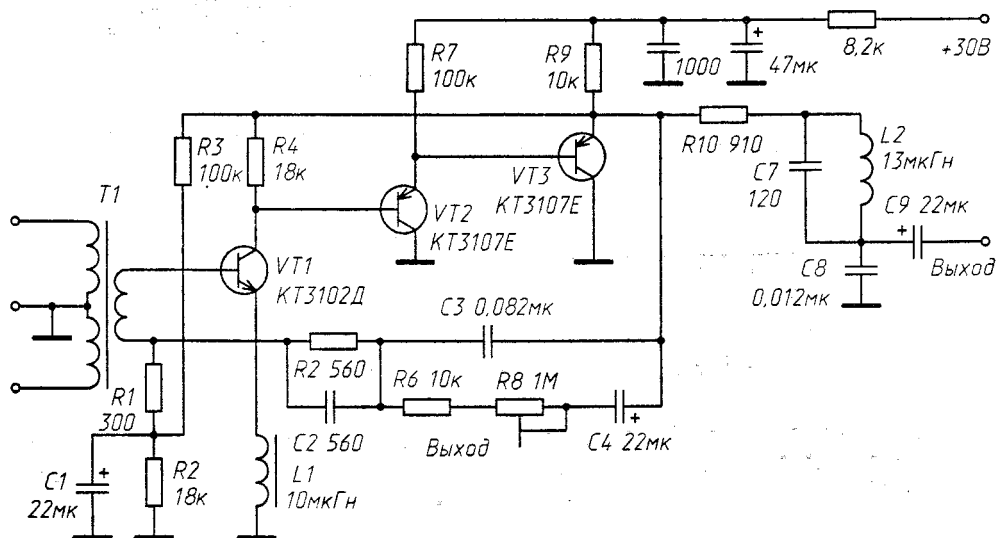 R7
100к
R9
10к
1000
+
47мк
8,2к
+30В
R3
100к
R4
18к
R10 910
C7
120
L2
13мкГн
C9 22мк
+
Выход
C8
0,012мк
VT3
КТ3107Е
VT2
КТ3107Е
T1
VT1
КТ3102Д
C3 0,082мк
R2 560
R6 10к
R8 1М
C2 560
Выход
+
C4 22мк
R1
300
C1
22мк
+
R2
18к
L1
10мкГн